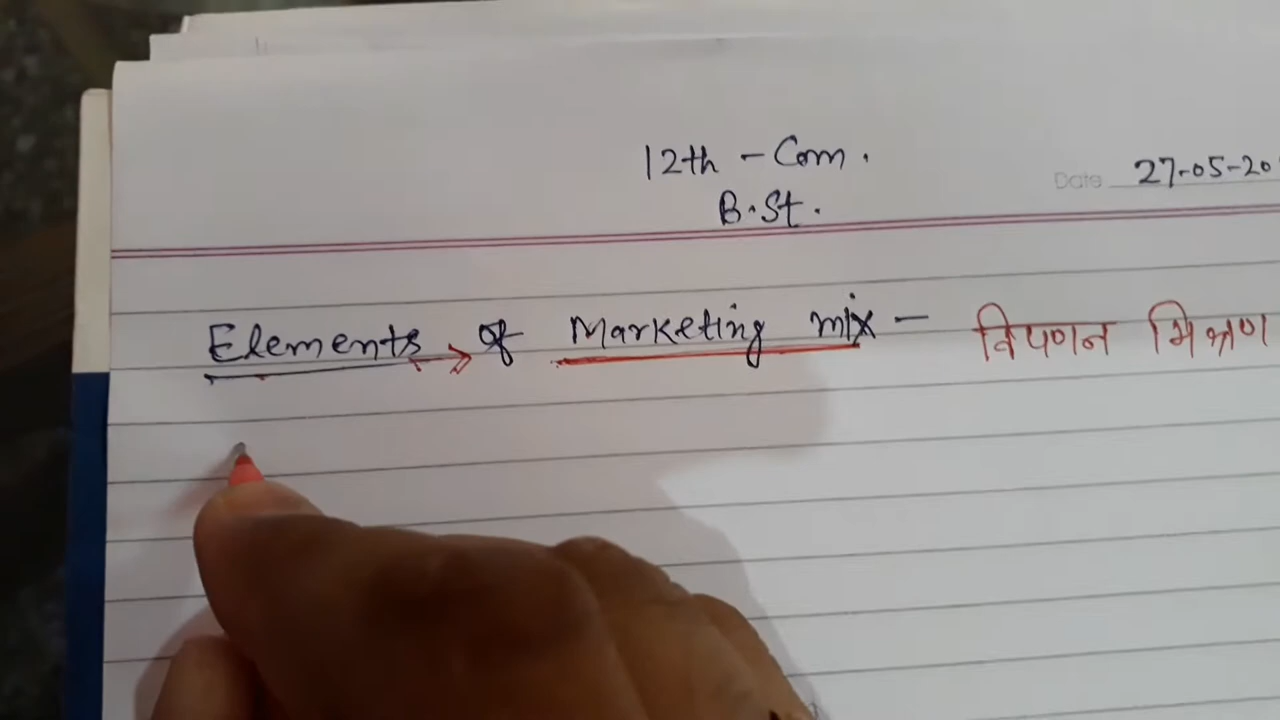 12th - Com.
B.St.
Date 27-05-20
Elements of Marketing mix - विपणन मिश्रण